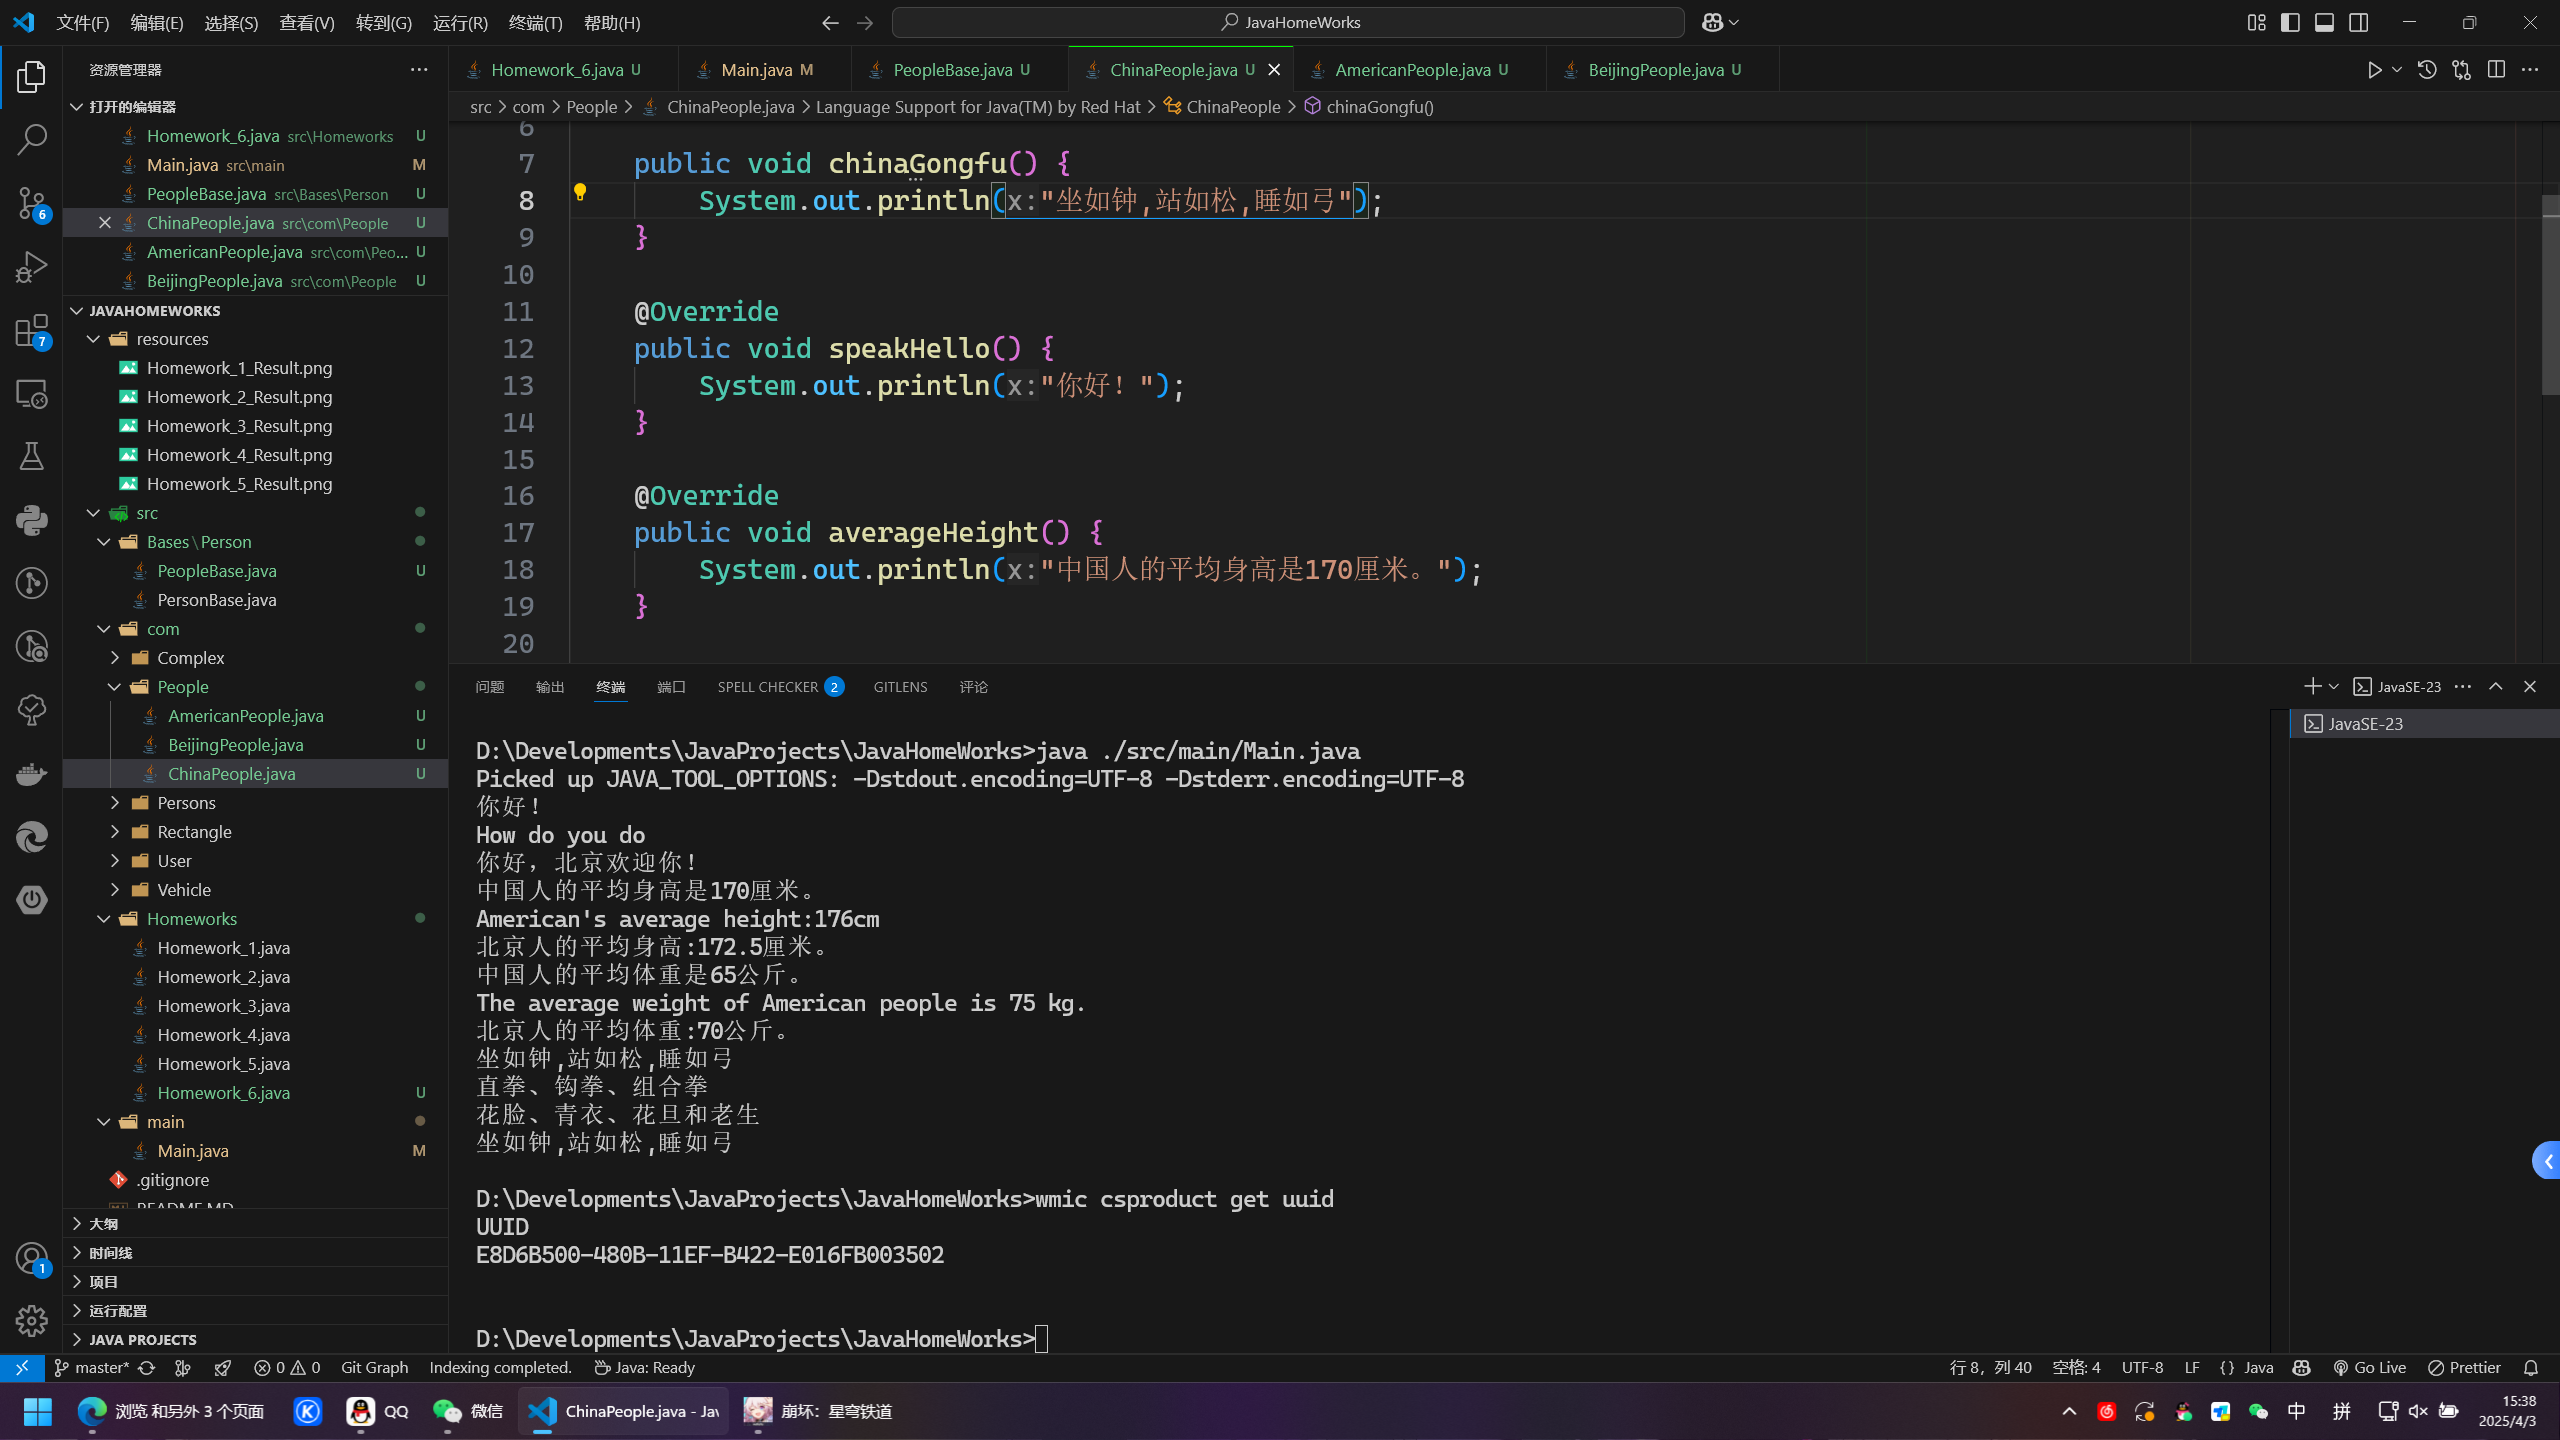 文件(F) 编辑(E) 选择(S) 查看(V) 转到(G) 运行(R) 终端(T) 帮助(H) JavaHomeWorks
资源管理器
打开的编辑器
Homework_6.java src\Homeworks U
Main.java src\main M
PeopleBase.java src\Bases\Person U
ChinaPeople.java src\com\People U
AmericanPeople.java src\com\Peo... U
BeijingPeople.java src\com\People U
JAVAHOMEWORKS
resources
Homework_1_Result.png
Homework_2_Result.png
Homework_3_Result.png
Homework_4_Result.png
Homework_5_Result.png
src
Bases\Person
PeopleBase.java U
PersonBase.java
com
Complex
People
AmericanPeople.java U
BeijingPeople.java U
ChinaPeople.java U
Persons
Rectangle
User
Vehicle
Homeworks
Homework_1.java
Homework_2.java
Homework_3.java
Homework_4.java
Homework_5.java
Homework_6.java U
main
Main.java M
.gitignore
README.MD
大纲
时间线
项目
运行配置
JAVA PROJECTS
6
7
1
Homework_6.java U Main.java M PeopleBase.java U ChinaPeople.java U AmericanPeople.java U BeijingPeople.java U
src > com > People > ChinaPeople.java > Language Support for Java(TM) by Red Hat > ChinaPeople > chinaGongfu()
6
7 public void chinaGongfu() {
8 System.out.println(x:"坐如钟,站如松,睡如弓");
9 }
10
11 @Override
12 public void speakHello() {
13 System.out.println(x:"你好！");
14 }
15
16 @Override
17 public void averageHeight() {
18 System.out.println(x:"中国人的平均身高是170厘米。");
19 }
20
问题 输出 终端 端口 SPELL CHECKER 2 GITLENS 评论 JavaSE-23
JavaSE-23
D:\Developments\JavaProjects\JavaHomeWorks>java ./src/main/Main.java
Picked up JAVA_TOOL_OPTIONS: -Dstdout.encoding=UTF-8 -Dstderr.encoding=UTF-8
你好！
How do you do
你好，北京欢迎你！
中国人的平均身高是170厘米。
American's average height:176cm
北京人的平均身高:172.5厘米。
中国人的平均体重是65公斤。
The average weight of American people is 75 kg.
北京人的平均体重:70公斤。
坐如钟,站如松,睡如弓
直拳、钩拳、组合拳
花脸、青衣、花旦和老生
坐如钟,站如松,睡如弓
D:\Developments\JavaProjects\JavaHomeWorks>wmic csproduct get uuid
UUID
E8D6B500-480B-11EF-B422-E016FB003502
D:\Developments\JavaProjects\JavaHomeWorks>
master* 0 0 Git Graph Indexing completed. Java: Ready 行 8，列 40 空格: 4 UTF-8 LF {} Java Go Live Prettier
浏览 和另外 3 个页面 QQ 微信 ChinaPeople.java - Jav 崩坏：星穹铁道 中 拼 15:38
2025/4/3